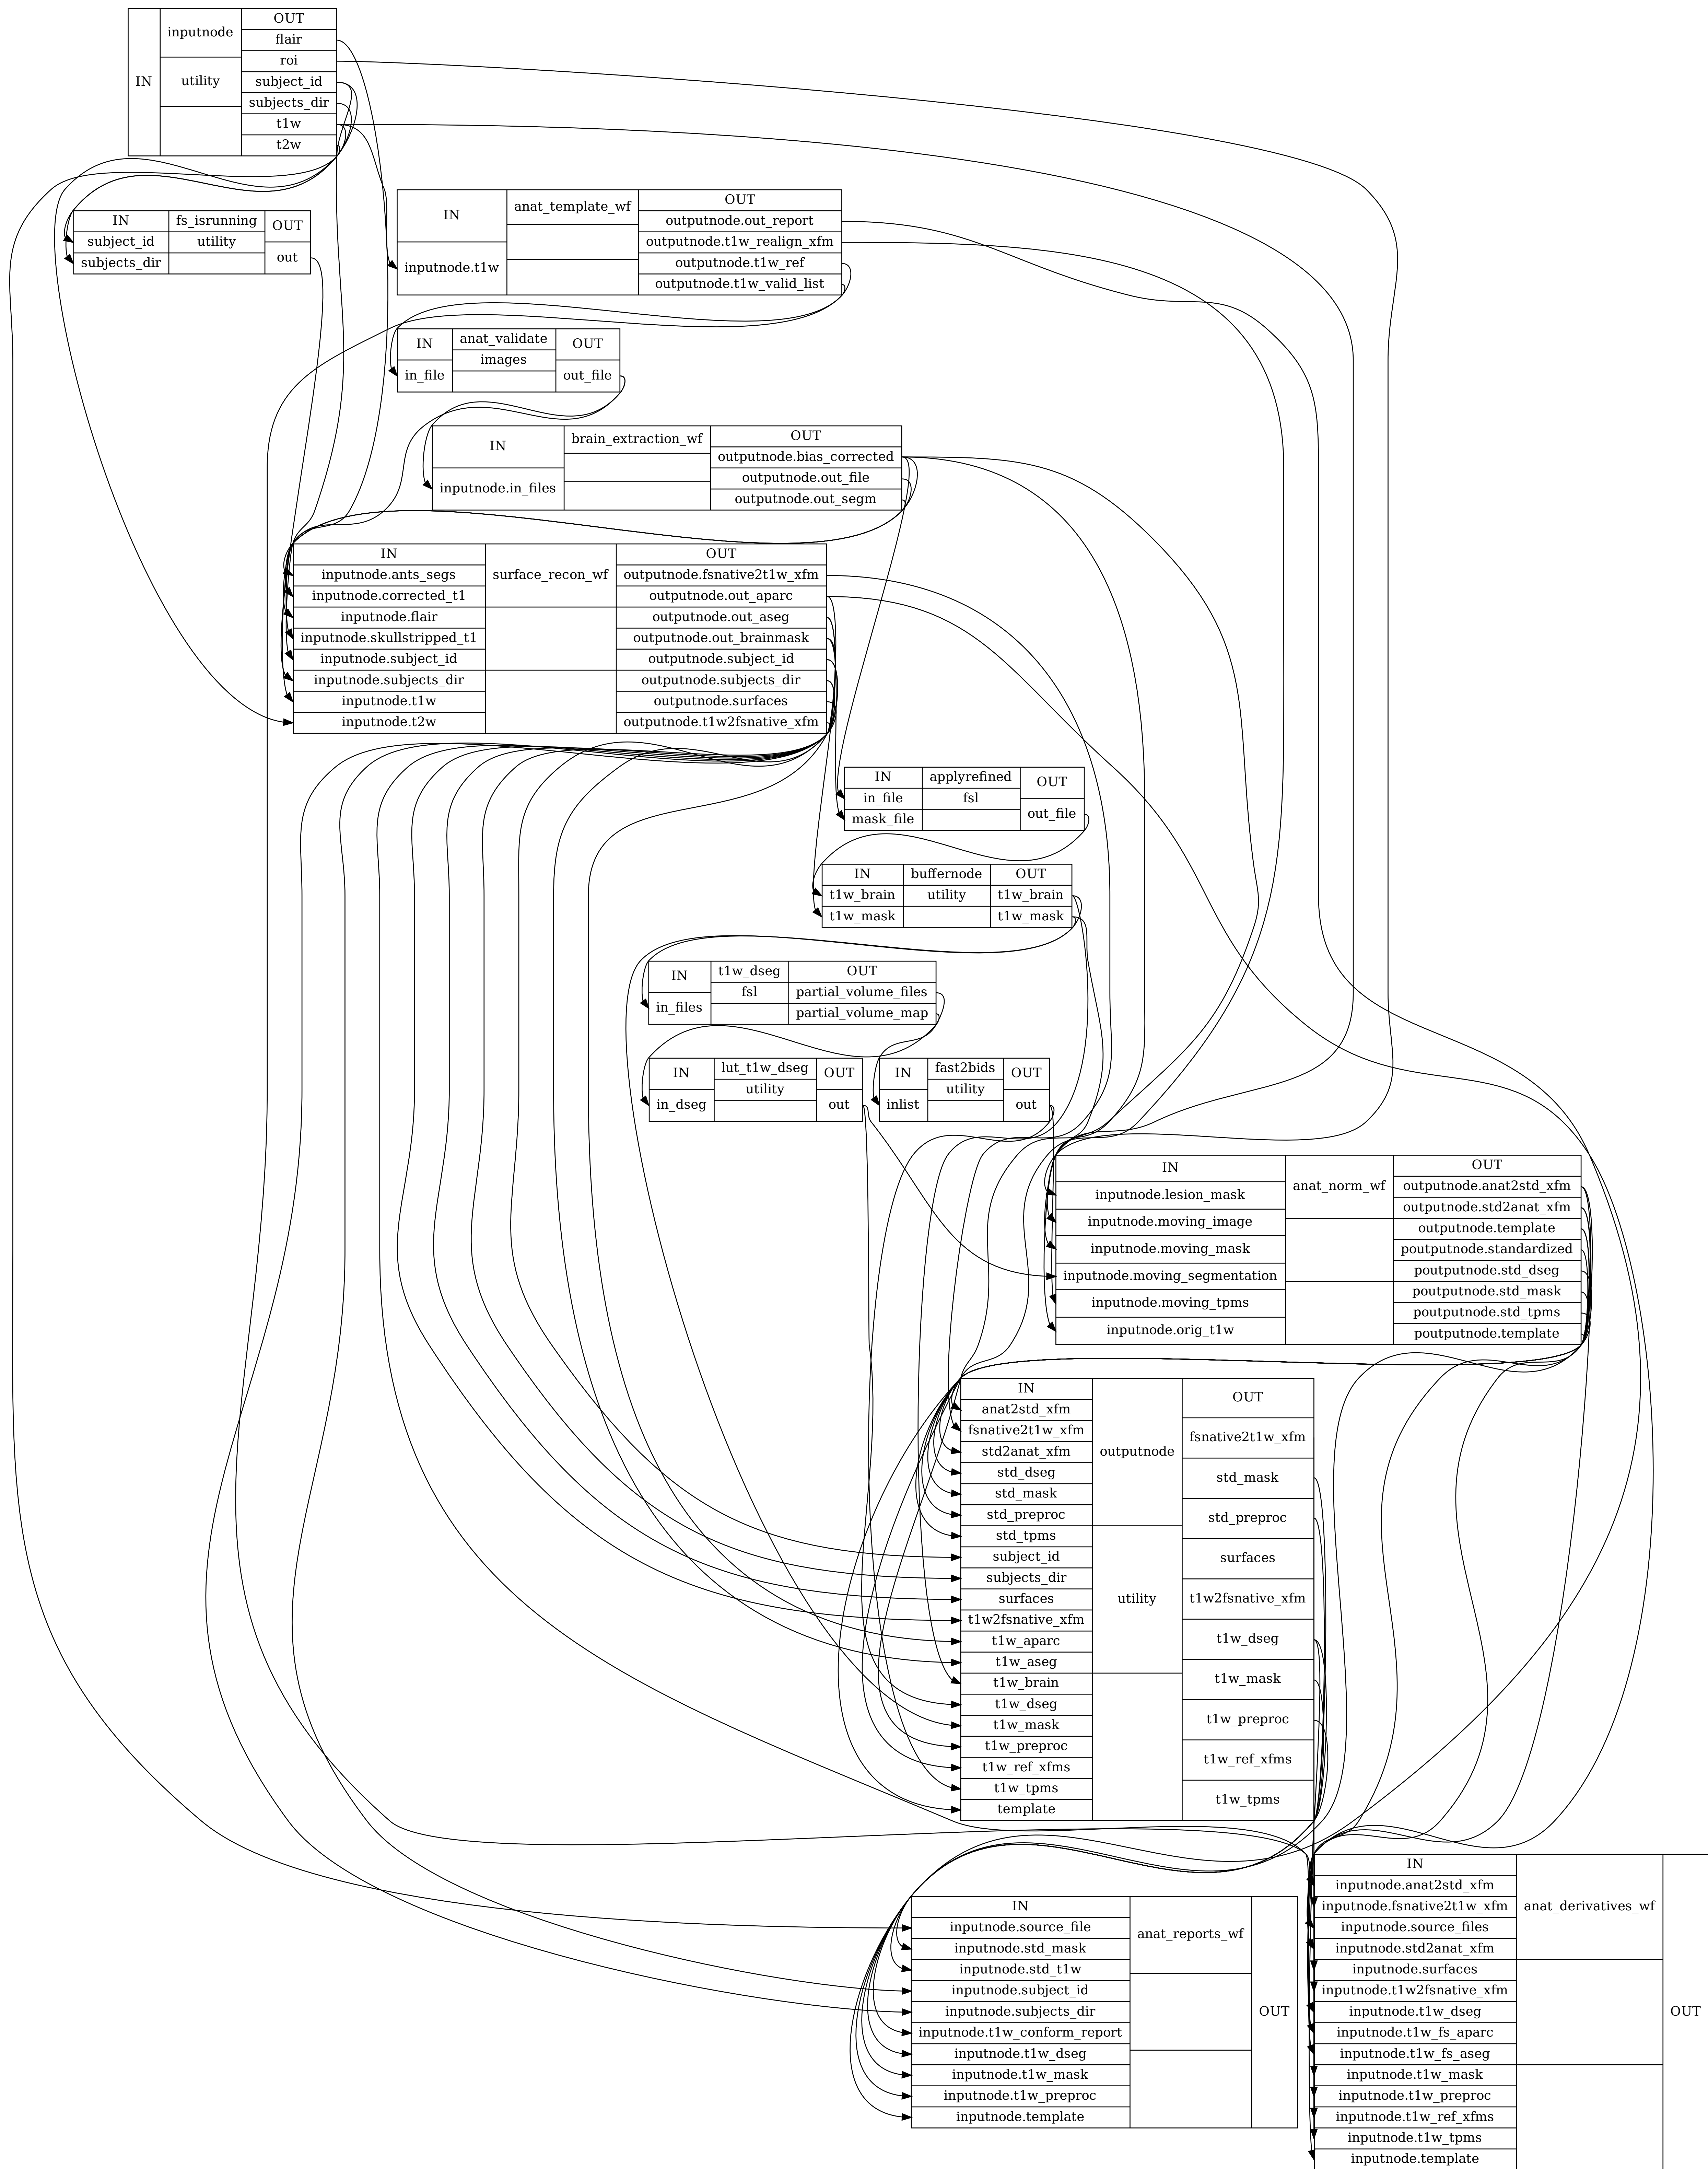 IN
inputnode
utility
OUT
flair
roi
subject_id
subjects_dir
t1w
t2w
IN
subject_id
subjects_dir
fs_isrunning
utility
OUT
out
IN
inputnode.t1w
anat_template_wf
OUT
outputnode.out_report
outputnode.t1w_realign_xfm
outputnode.t1w_ref
outputnode.t1w_valid_list
IN
in_file
anat_validate
images
OUT
out_file
IN
inputnode.in_files
brain_extraction_wf
OUT
outputnode.bias_corrected
outputnode.out_file
outputnode.out_segm
IN
inputnode.ants_segs
inputnode.corrected_t1
inputnode.flair
inputnode.skullstripped_t1
inputnode.subject_id
inputnode.subjects_dir
inputnode.t1w
inputnode.t2w
surface_recon_wf
OUT
outputnode.fsnative2t1w_xfm
outputnode.out_aparc
outputnode.out_aseg
outputnode.out_brainmask
outputnode.subject_id
outputnode.subjects_dir
outputnode.surfaces
outputnode.t1w2fsnative_xfm
IN
in_file
mask_file
applyrefined
fsl
OUT
out_file
IN
t1w_brain
t1w_mask
buffernode
utility
OUT
t1w_brain
t1w_mask
IN
in_files
t1w_dseg
fsl
OUT
partial_volume_files
partial_volume_map
IN
in_dseg
lut_t1w_dseg
utility
OUT
out
IN
inlist
fast2bids
utility
OUT
out
IN
inputnode.lesion_mask
inputnode.moving_image
inputnode.moving_mask
inputnode.moving_segmentation
inputnode.moving_tpms
inputnode.orig_t1w
anat_norm_wf
OUT
outputnode.anat2std_xfm
outputnode.std2anat_xfm
outputnode.template
poutputnode.standardized
poutputnode.std_dseg
poutputnode.std_mask
poutputnode.std_tpms
poutputnode.template
IN
anat2std_xfm
fsnative2t1w_xfm
std2anat_xfm
std_dseg
std_mask
std_preproc
std_tpms
subject_id
subjects_dir
surfaces
t1w2fsnative_xfm
t1w_aparc
t1w_aseg
t1w_brain
t1w_dseg
t1w_mask
t1w_preproc
t1w_ref_xfms
t1w_tpms
template
outputnode
utility
OUT
fsnative2t1w_xfm
std_mask
std_preproc
surfaces
t1w2fsnative_xfm
t1w_dseg
t1w_mask
t1w_preproc
t1w_ref_xfms
t1w_tpms
IN
inputnode.source_file
inputnode.std_mask
inputnode.std_t1w
inputnode.subject_id
inputnode.subjects_dir
inputnode.t1w_conform_report
inputnode.t1w_dseg
inputnode.t1w_mask
inputnode.t1w_preproc
inputnode.template
anat_reports_wf
OUT
IN
inputnode.anat2std_xfm
inputnode.fsnative2t1w_xfm
inputnode.source_files
inputnode.std2anat_xfm
inputnode.surfaces
inputnode.t1w2fsnative_xfm
inputnode.t1w_dseg
inputnode.t1w_fs_aparc
inputnode.t1w_fs_aseg
inputnode.t1w_mask
inputnode.t1w_preproc
inputnode.t1w_ref_xfms
inputnode.t1w_tpms
inputnode.template
anat_derivatives_wf
OUT